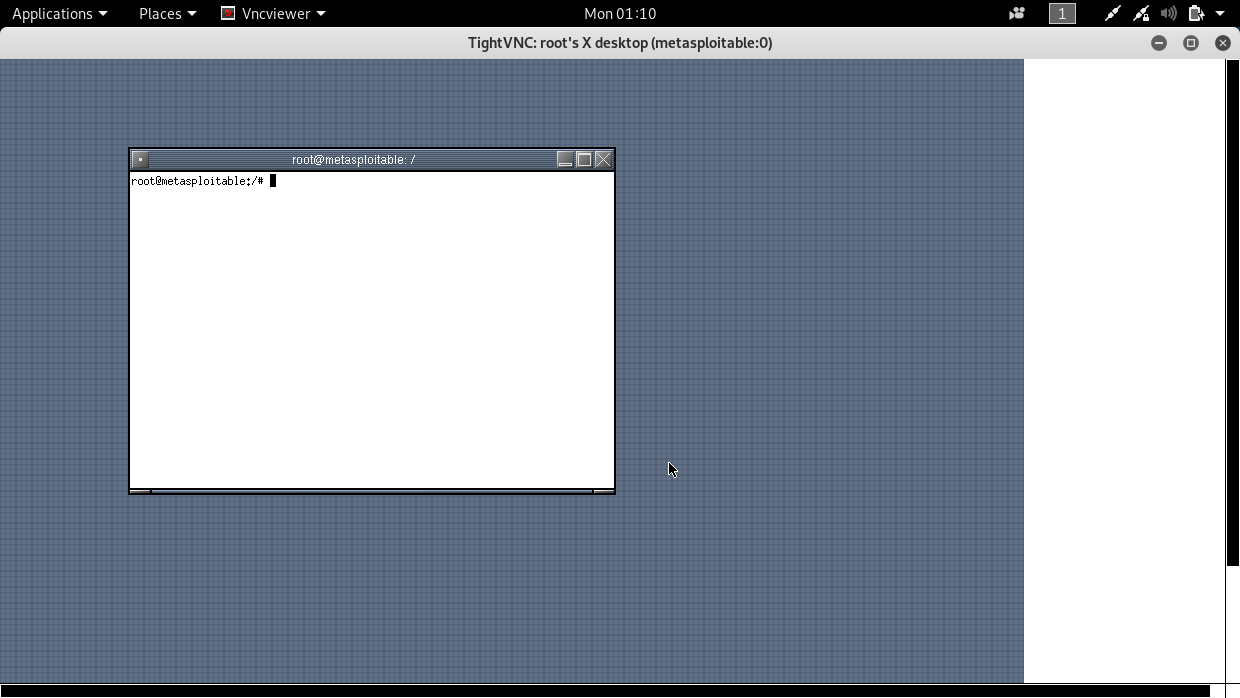 Applications Places Vncviewer Mon 01:10 1
TightVNC: root's X desktop (metasploitable:0)
root@metasploitable: /
root@metasploitable:/#